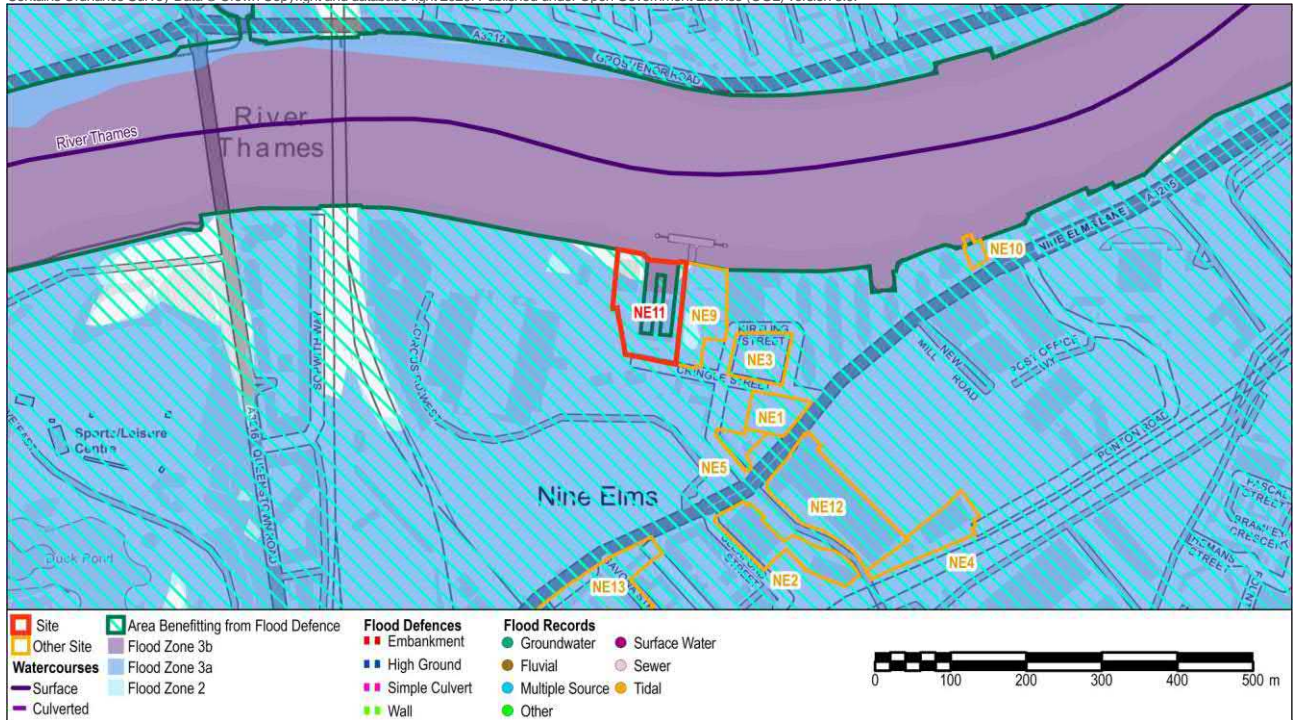 A3212
GROSVENOR ROAD
River
Thames
River Thames
NINE ELMS LANE
A3205
NE10
NE11
NE9
KIRTLING
STREET
NE3
CRINGLE STREET
NE1
NE5
NE12
NE4
NE2
NE13
NEW
MILL
ROAD
POST OFFICE
WY
PONTON ROAD
PASCAL
STREET
CRESCENT
SOPWITH WAY
CIRCUS
WEST
Sports/Leisure
Centre
A3216 QUEENSTOWN ROAD
Nine Elms
Duck Pond
STREET
Site
Other Site
Watercourses
Surface
Culverted
Area Benefitting from Flood Defence
Flood Zone 3b
Flood Zone 3a
Flood Zone 2
Flood Defences
Embankment
High Ground
Simple Culvert
Wall
Flood Records
Groundwater
Fluvial
Multiple Source
Other
Surface Water
Sewer
Tidal
0 100 200 300 400 500 m